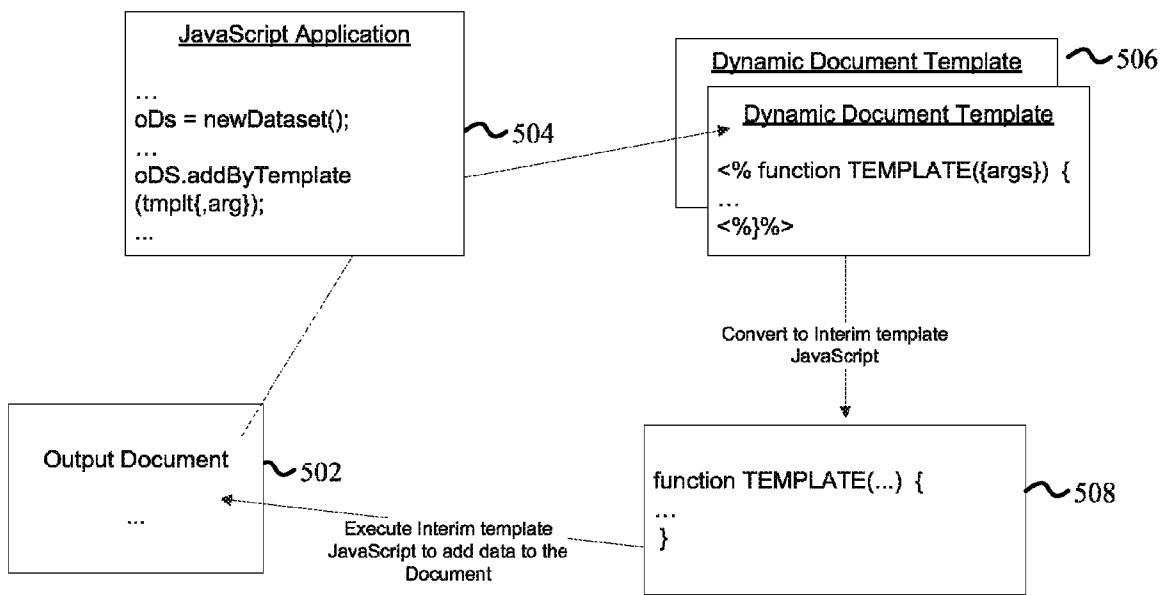 JavaScript Application
...
oDs = newDataset();
...
oDS.addByTemplate
(tmplt{,arg});
...
504
Dynamic Document Template
506
Dynamic Document Template
<% function TEMPLATE({args}) {
...
<%}%>
Convert to Interim template
JavaScript
Output Document
...
502
function TEMPLATE(...) {
...
}
508
Execute Interim template
JavaScript to add data to the
Document